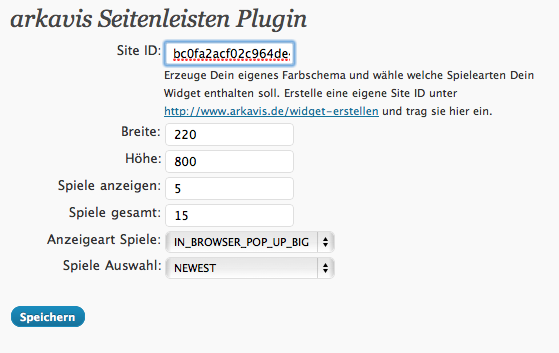 arkavis Seitenleisten Plugin
Site ID: bc0fa2acf02c964de
Erzeuge Dein eigenes Farbschema und wähle welche Spielearten Dein
Widget enthalten soll. Erstelle eine eigene Site ID unter
http://www.arkavis.de/widget-erstellen und trag sie hier ein.
Breite: 220
Höhe: 800
Spiele anzeigen: 5
Spiele gesamt: 15
Anzeigeart Spiele: IN_BROWSER_POP_UP_BIG
Spiele Auswahl: NEWEST
Speichern